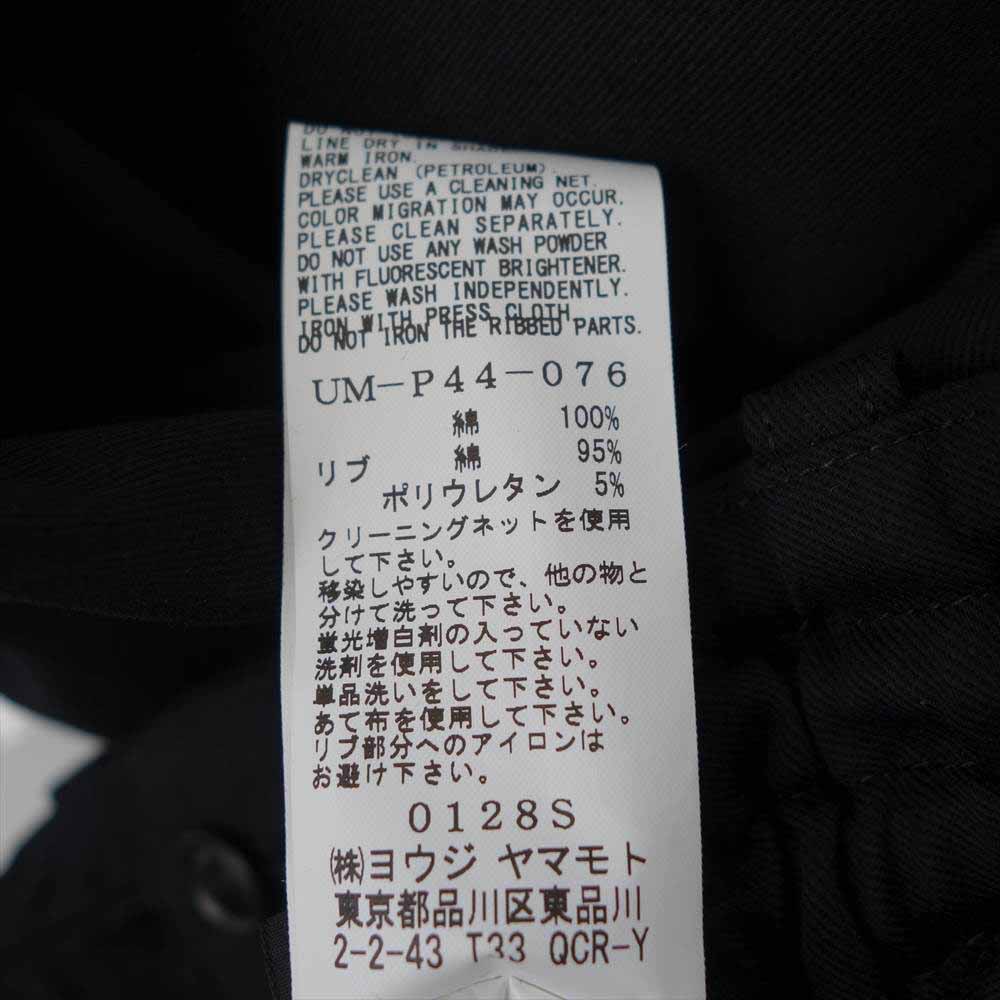 DO NOT
LINE DRY IN SHADE
WARM IRON.
DRYCLEAN (PETROLEUM).
PLEASE USE A CLEANING NET.
COLOR MIGRATION MAY OCCUR.
PLEASE CLEAN SEPARATELY.
DO NOT USE ANY WASH POWDER
WITH FLUORESCENT BRIGHTENER.
PLEASE WASH INDEPENDENTLY.
IRON WITH PRESS CLOTH
DO NOT IRON THE RIBBED PARTS.
UM-P44-076
綿 100%
リブ 綿 95%
ポリウレタン 5%
クリーニングネットを使用
して下さい。
移染しやすいので、他の物と
分けて洗って下さい。
蛍光増白剤の入っていない
洗剤を使用して下さい。
単品洗いをして下さい。
あて布を使用して下さい。
リブ部分へのアイロンは
お避け下さい。
0128S
㈱ヨウジ ヤマモト
東京都品川区東品川
2-2-43 T33 QCR-Y